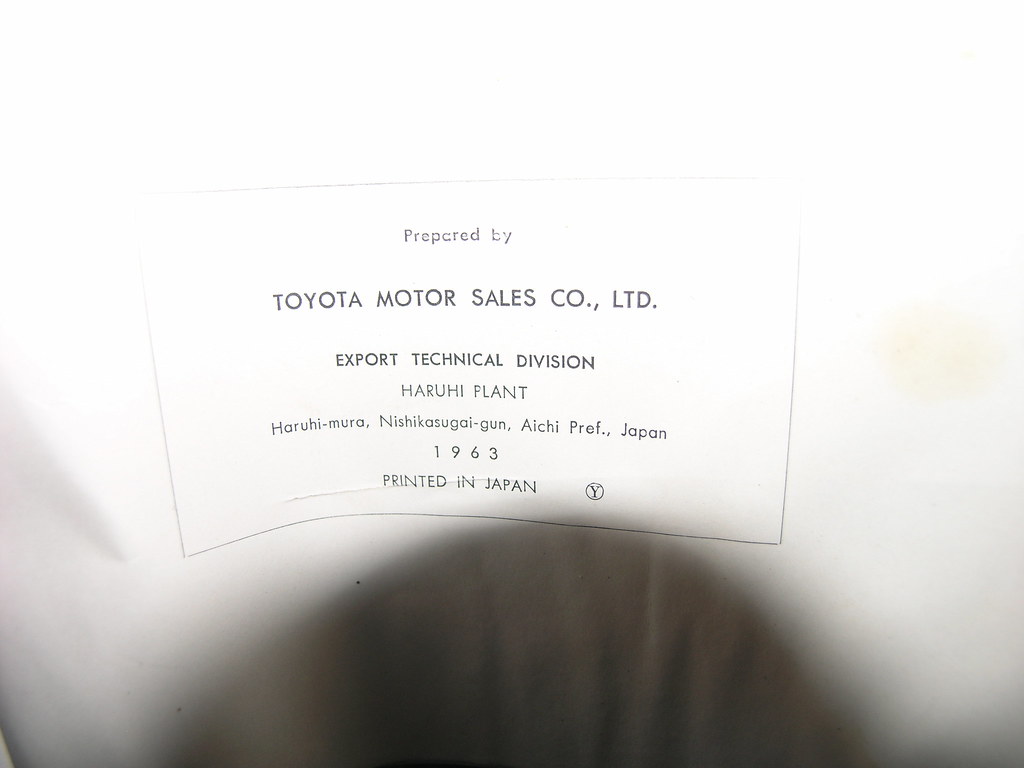 Prepared by
TOYOTA MOTOR SALES CO., LTD.
EXPORT TECHNICAL DIVISION
HARUHI PLANT
Haruhi-mura, Nishikasugai-gun, Aichi Pref., Japan
1963
PRINTED IN JAPAN Ⓨ